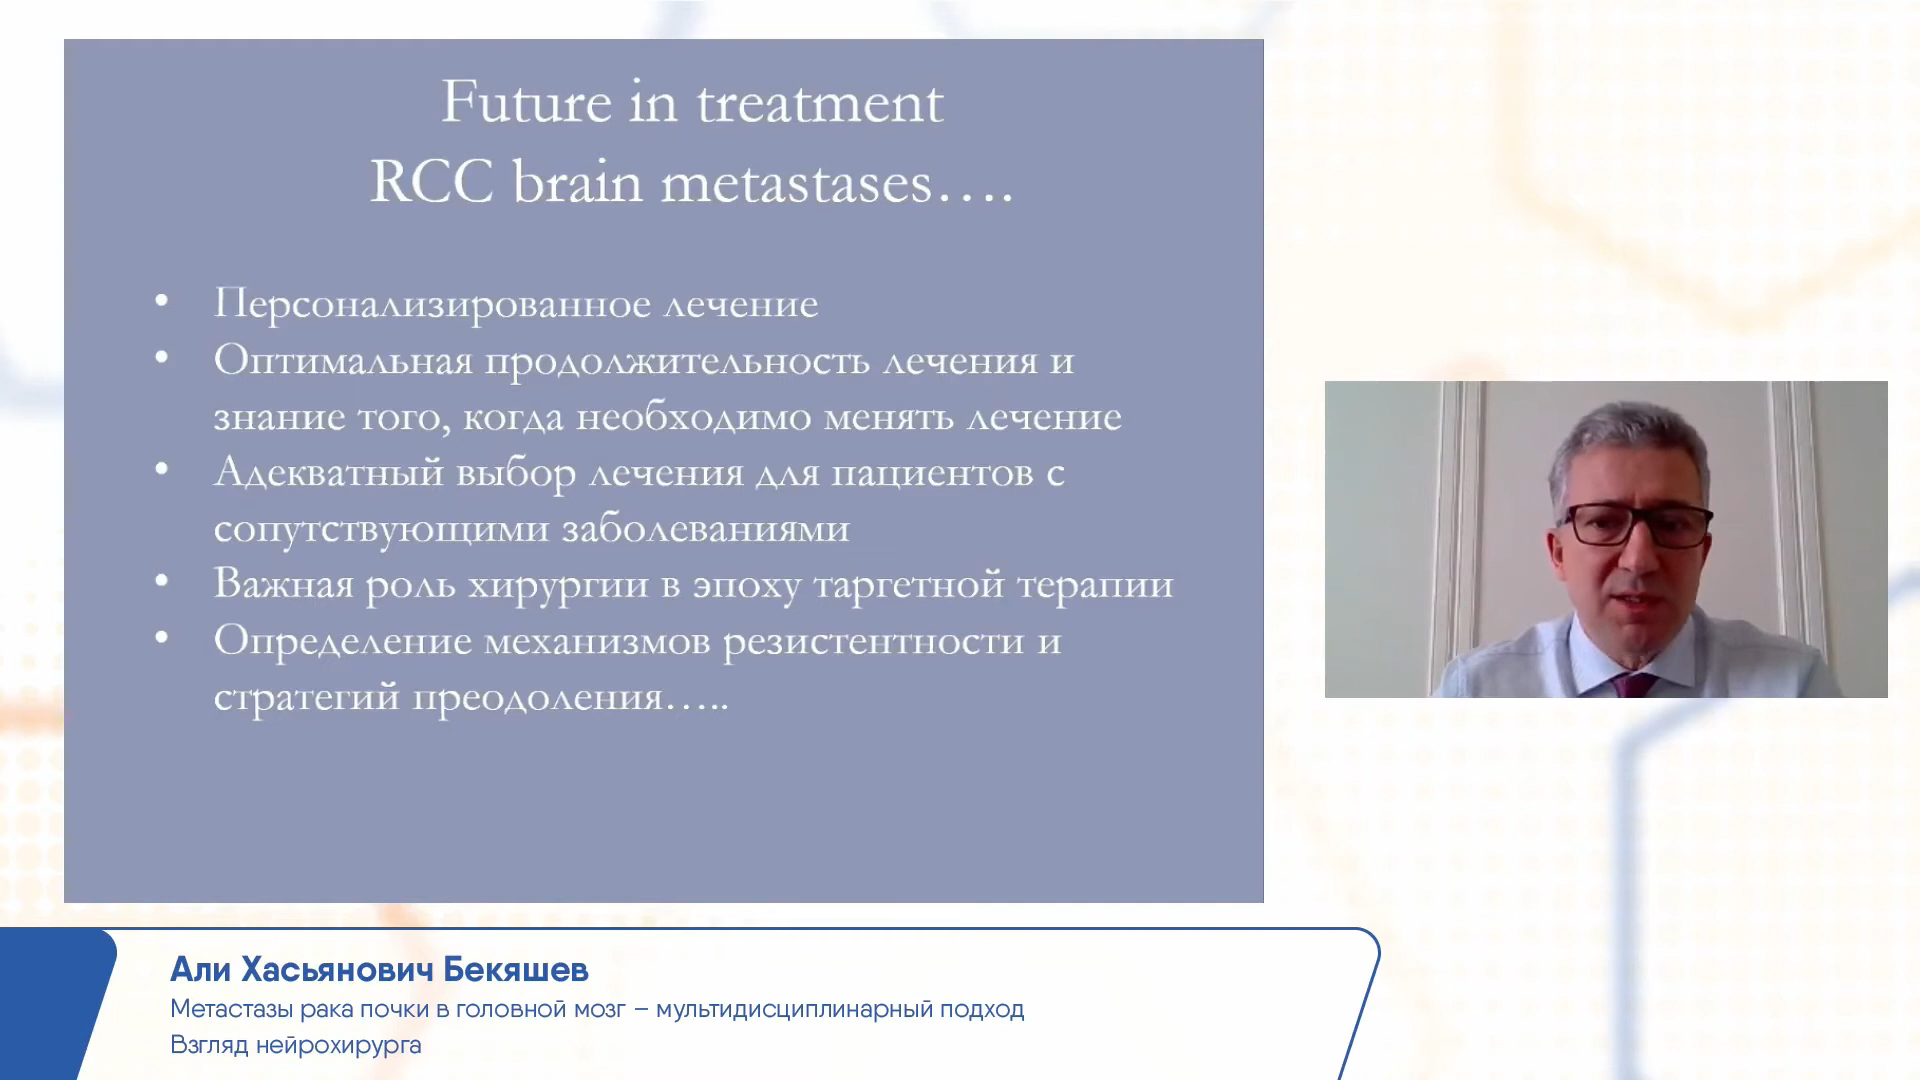 Future in treatment
RCC brain metastases….
• Персонализированное лечение
• Оптимальная продолжительность лечения и
знание того, когда необходимо менять лечение
• Адекватный выбор лечения для пациентов с
сопутствующими заболеваниями
• Важная роль хирургии в эпоху таргетной терапии
• Определение механизмов резистентности и
стратегий преодоления…..
Али Хасьянович Бекяшев
Метастазы рака почки в головной мозг – мультидисциплинарный подход
Взгляд нейрохирурга